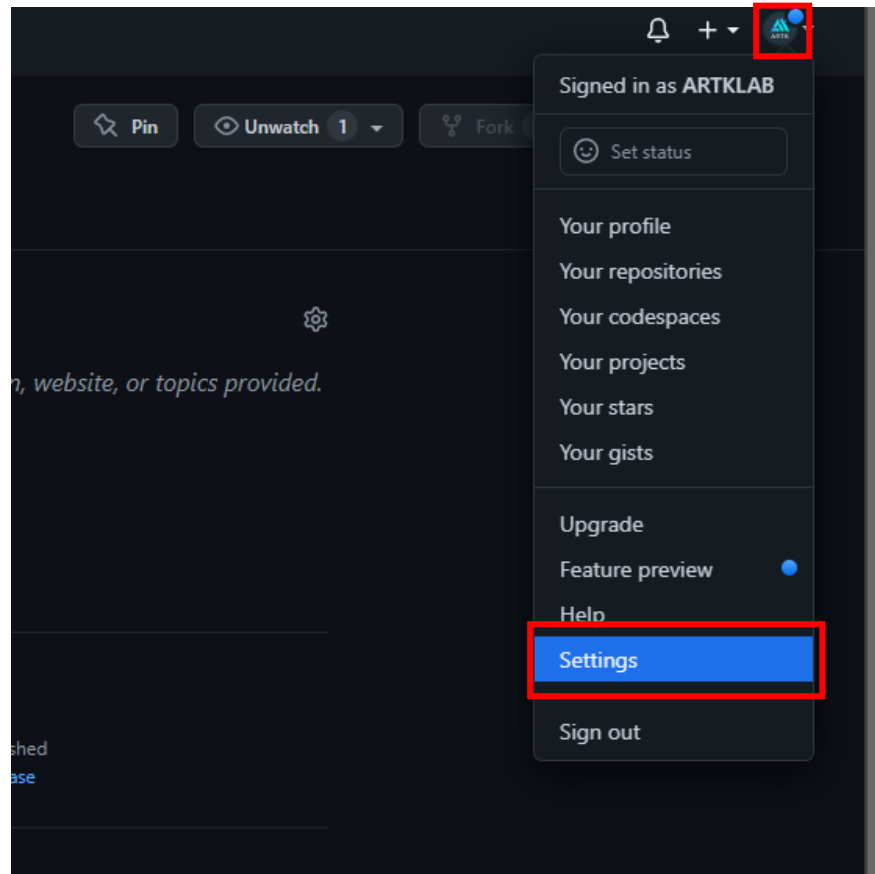 ARTK
Pin
Unwatch 1
Fork
Signed in as ARTKLAB
Set status
Your profile
Your repositories
Your codespaces
n, website, or topics provided.
Your projects
Your stars
Your gists
Upgrade
Feature preview
Help
Settings
Sign out
shed
ase